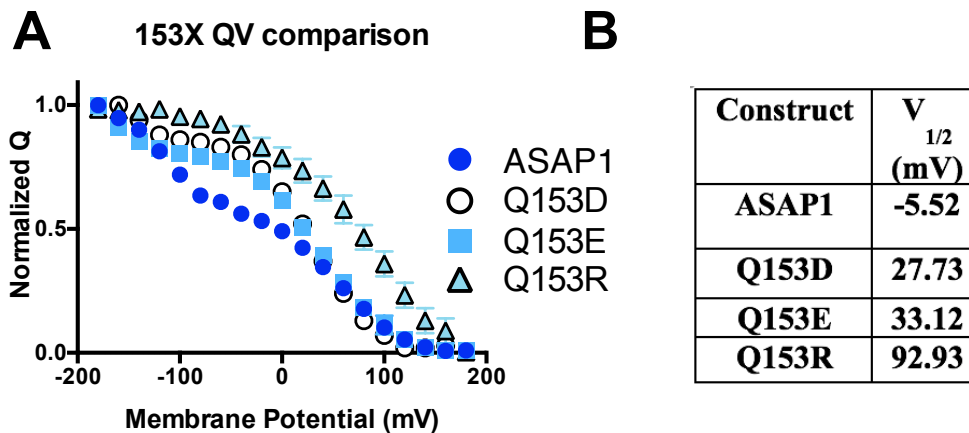 A
153X QV comparison
Normalized Q
1.0
0.5
0.0
-200
-100
0
100
200
Membrane Potential (mV)
ASAP1
Q153D
Q153E
Q153R
B
Construct
V
1/2
(mV)
ASAP1
-5.52
Q153D
27.73
Q153E
33.12
Q153R
92.93